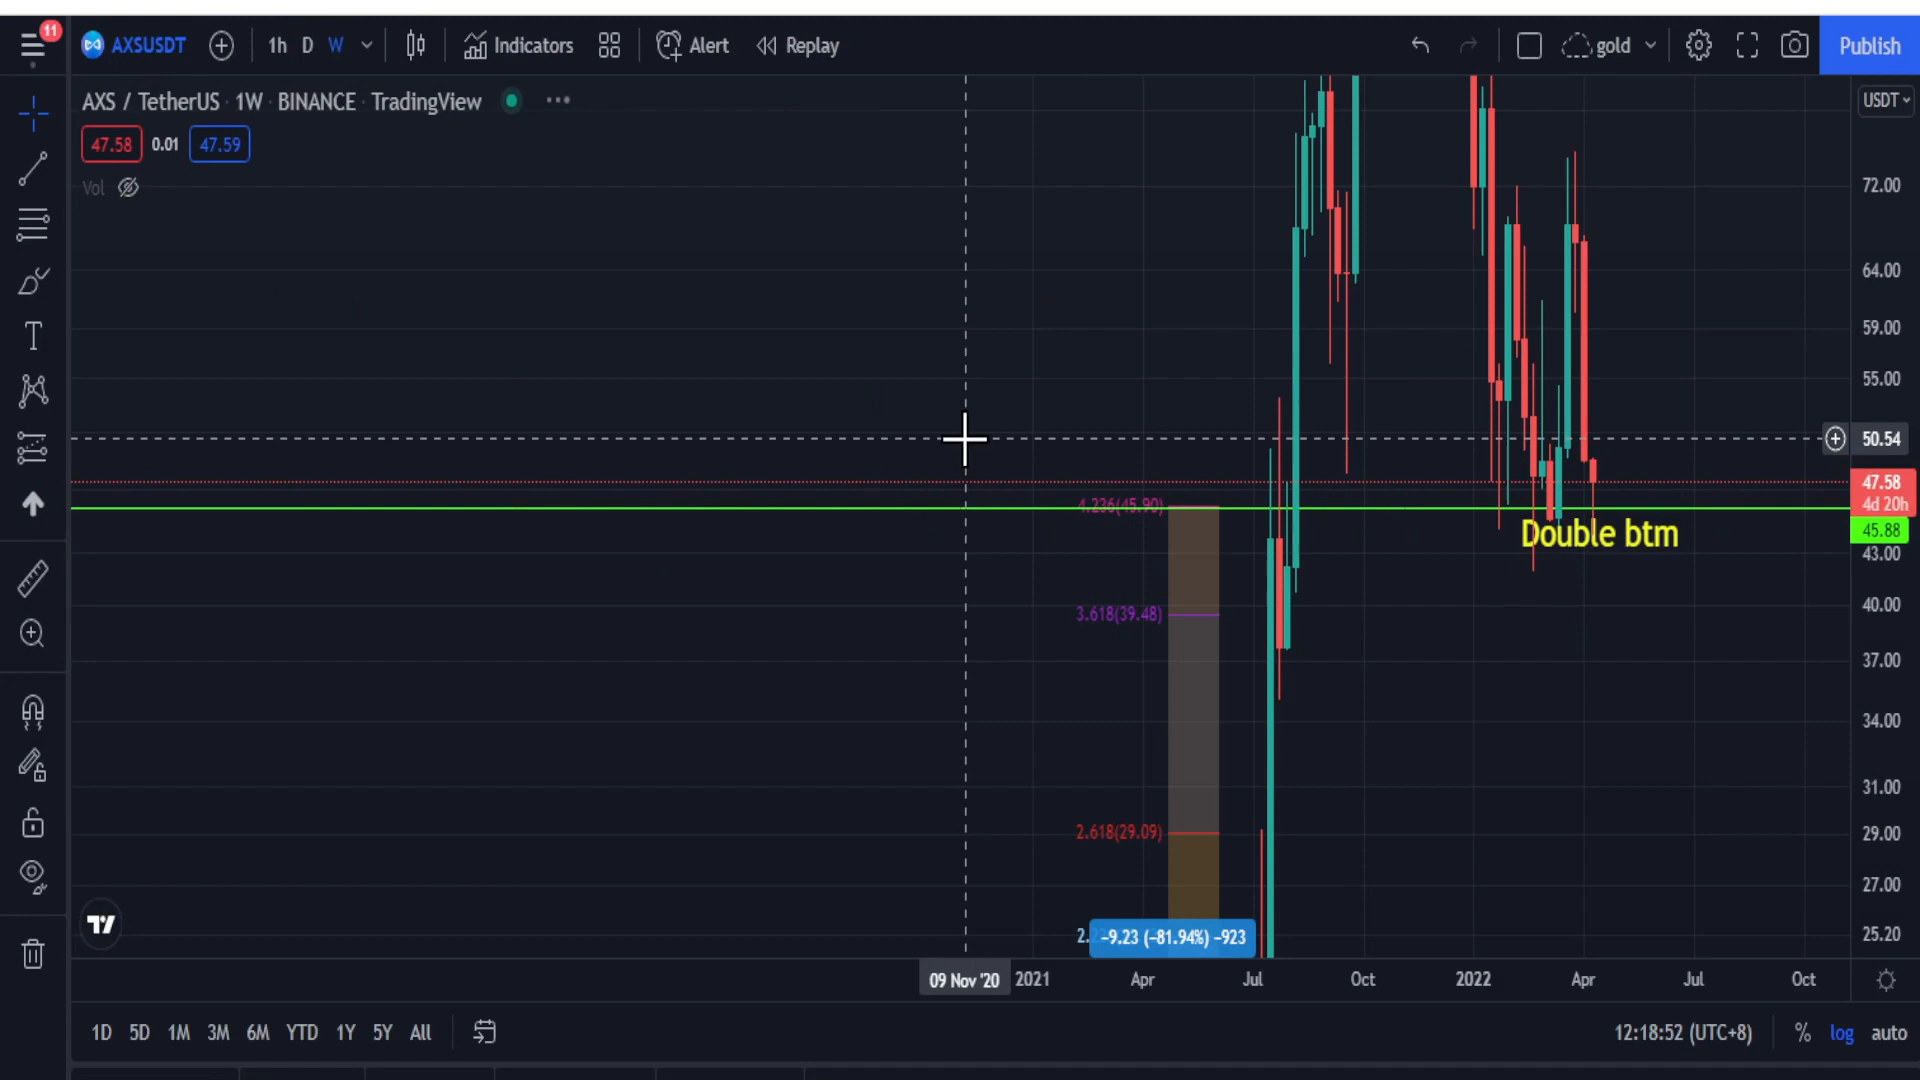 11
AXSUSDT 1h D W Indicators Alert Replay gold Publish
AXS / TetherUS · 1W · BINANCE · TradingView
USDT
47.58 0.01 47.59
Vol
72.00
64.00
59.00
55.00
50.54
47.58
4d 20h
4.236(45.90)
45.88
Double btm
43.00
3.618(39.48)
40.00
37.00
34.00
31.00
2.618(29.09)
29.00
27.00
2.
−9.23 (−81.94%) −923
25.20
09 Nov '20 2021 Apr Jul Oct 2022 Apr Jul Oct
1D 5D 1M 3M 6M YTD 1Y 5Y All 12:18:52 (UTC+8) % log auto